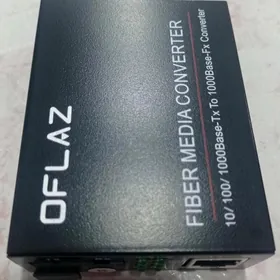 OFLAZ
FIBER MEDIA CONVERTER
10/100/1000Base-Tx To 1000Base-Fx Converter